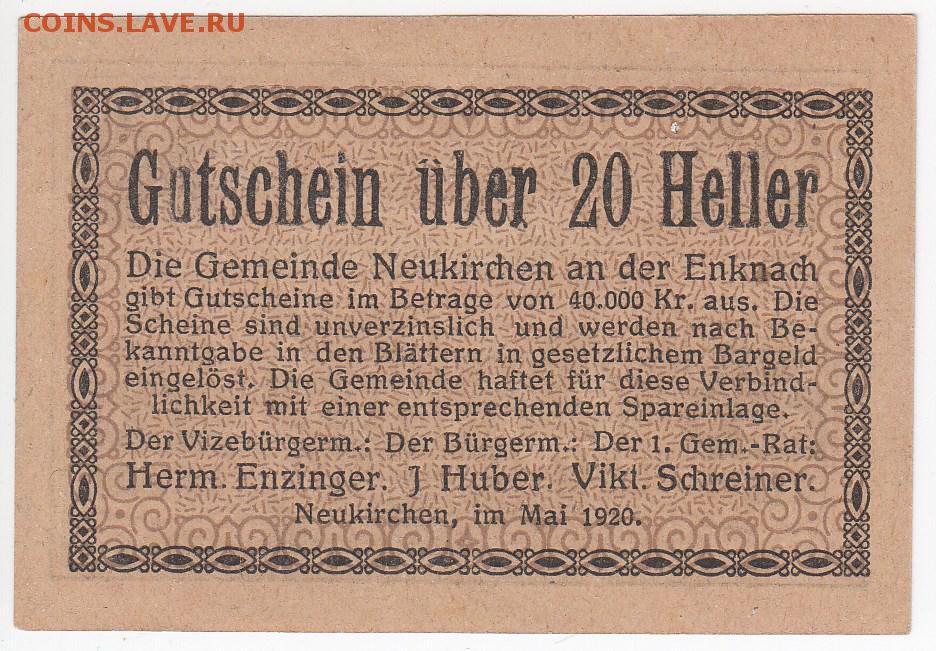 COINS.LAVE.RU
Gutschein über 20 Heller
Die Gemeinde Neukirchen an der Enknach
gibt Gutscheine im Betrage von 40.000 Kr. aus. Die
Scheine sind unverzinslich und werden nach Be-
kanntgabe in den Blättern in gesetzlichem Bargeld
eingelöst. Die Gemeinde haftet für diese Verbind-
lichkeit mit einer entsprechenden Spareinlage.
Der Vizebürgerm.: Der Bürgerm.: Der 1. Gem.-Rat:
Herm. Enzinger. J Huber. Vikt. Schreiner.
Neukirchen, im Mai 1920.